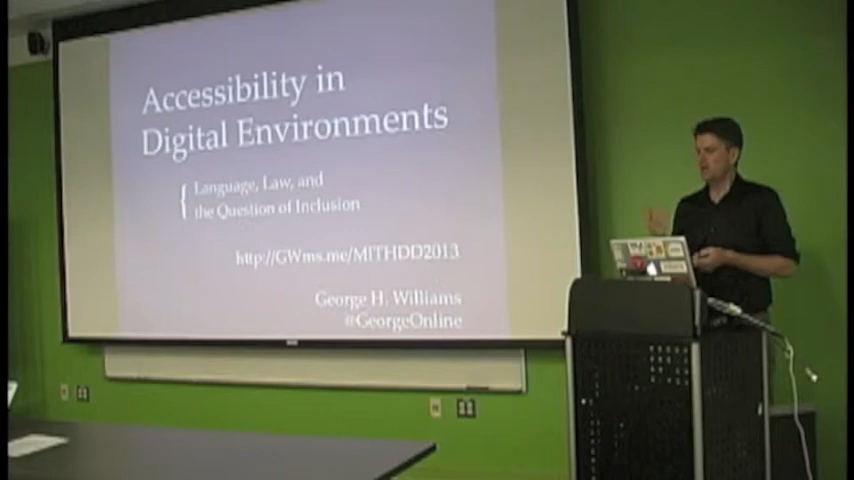 Accessibility in
Digital Environments
{ Language, Law, and
the Question of Inclusion
http://GWms.me/MITHDD2013
George H. Williams
@GeorgeOnline